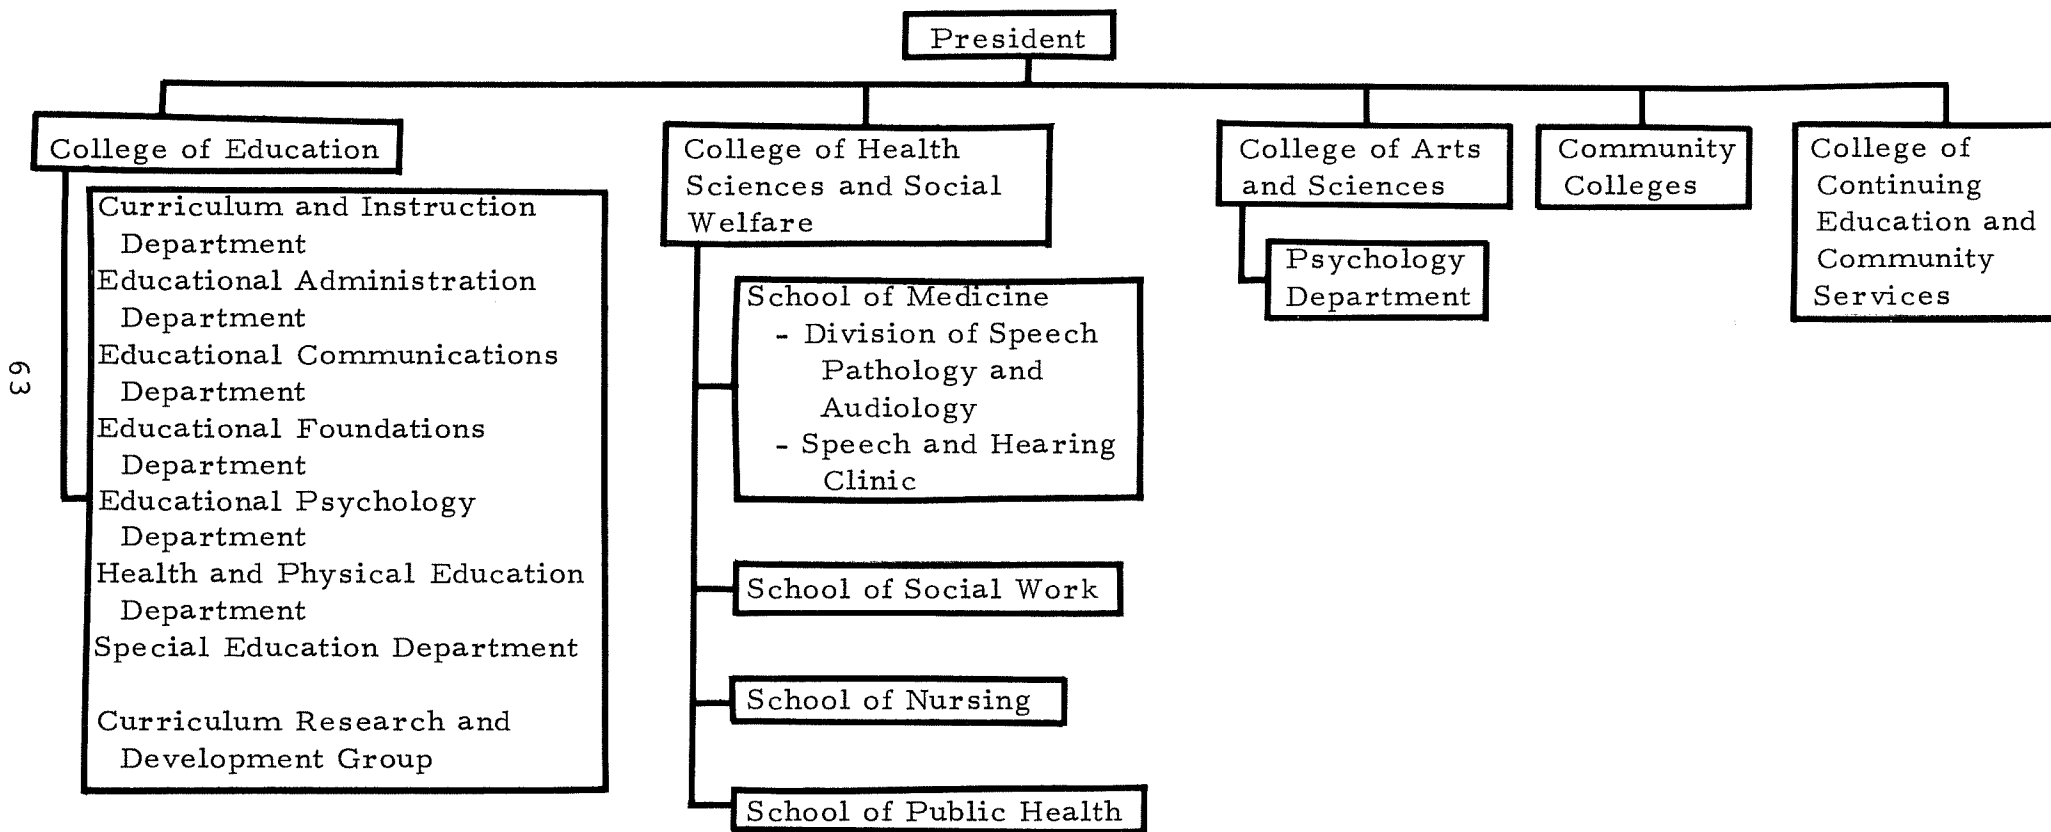 President
College of Education
Curriculum and Instruction
Department
Educational Administration
Department
Educational Communications
Department
Educational Foundations
Department
Educational Psychology
Department
Health and Physical Education
Department
Special Education Department
Curriculum Research and
Development Group
College of Health
Sciences and Social
Welfare
School of Medicine
- Division of Speech
Pathology and
Audiology
- Speech and Hearing
Clinic
School of Social Work
School of Nursing
School of Public Health
College of Arts
and Sciences
Psychology
Department
Community
Colleges
College of
Continuing
Education and
Community
Services
63